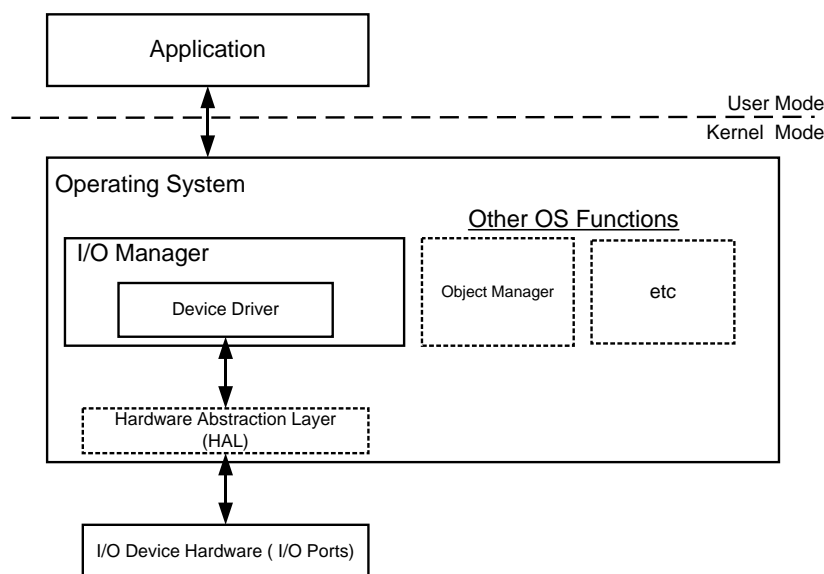 Application
User Mode
Kernel Mode
Operating System
Other OS Functions
I/O Manager
Device Driver
Object Manager
etc
Hardware Abstraction Layer
(HAL)
I/O Device Hardware ( I/O Ports)